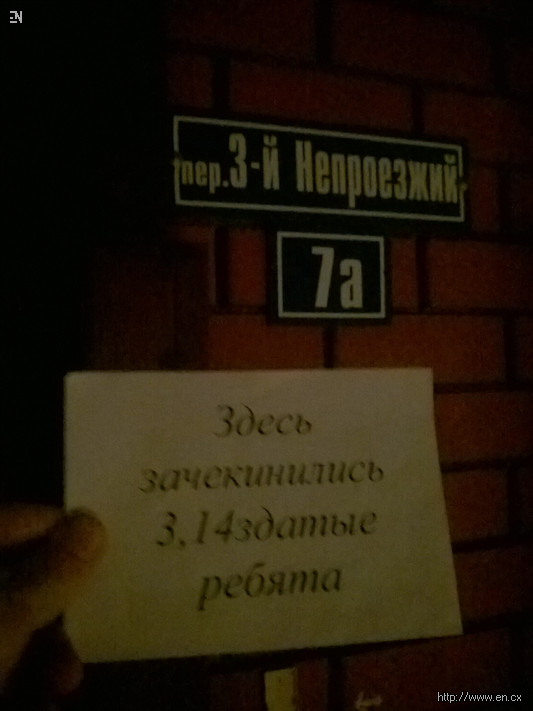 EN
пер. 3-й Непроезжий
7а
Здесь
зачекинились
3,14здатые
ребята
http://www.en.cx